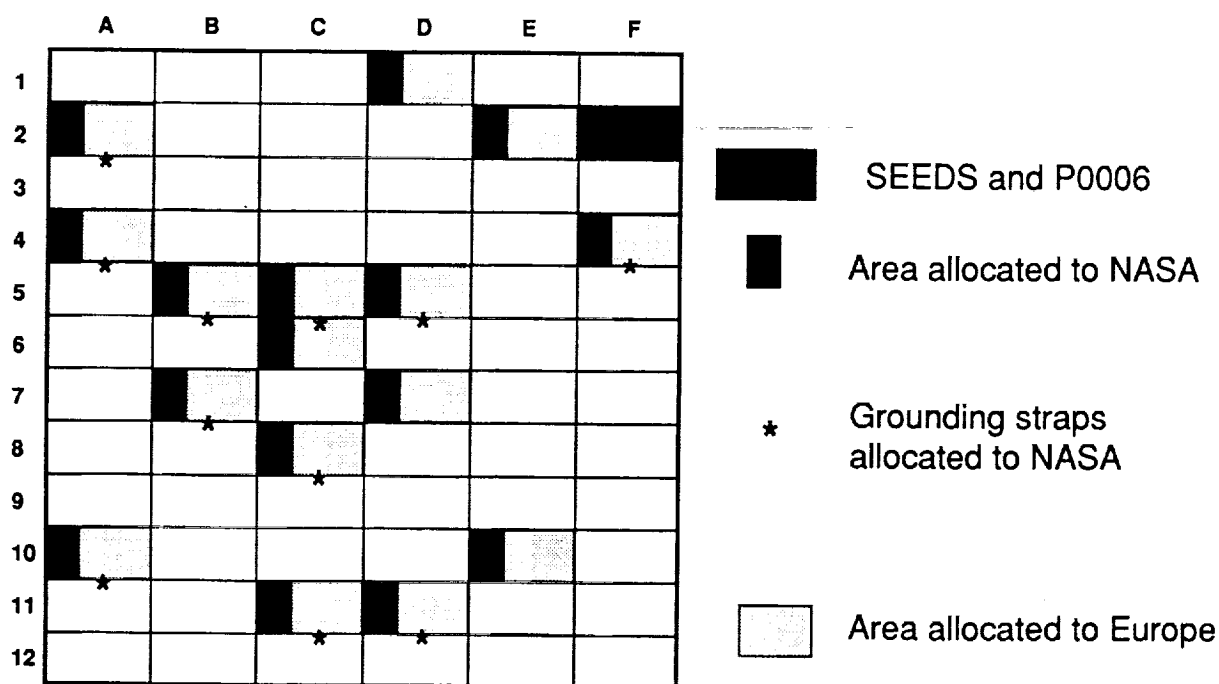 A B C D E F
1
2
3
4
5
6
7
8
9
10
11
12
SEEDS and P0006
Area allocated to NASA
* Grounding straps
allocated to NASA
Area allocated to Europe